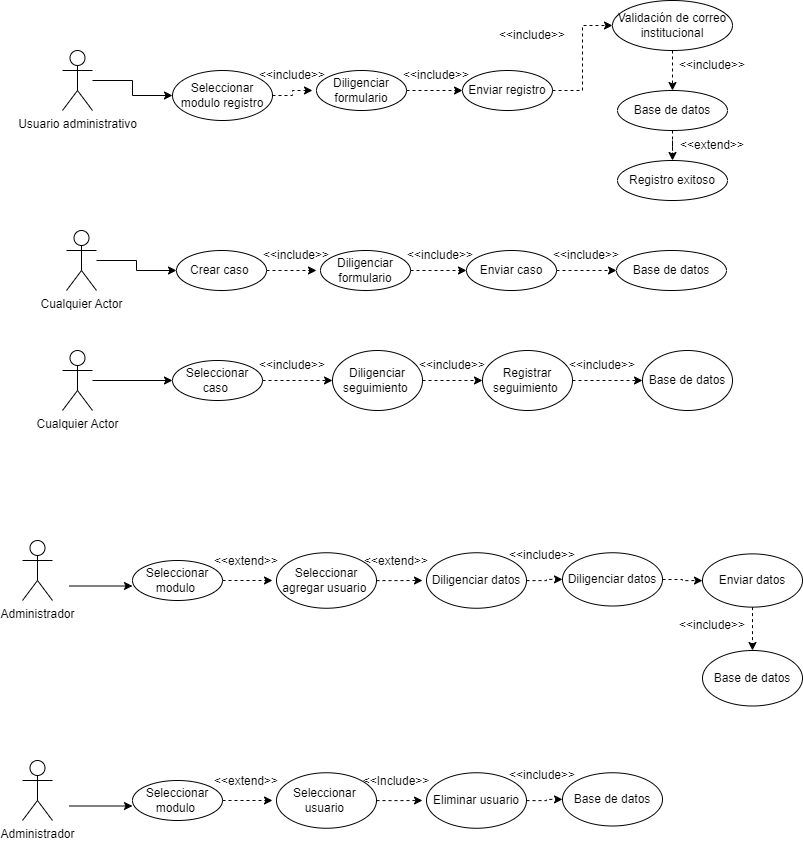 Validación de correo
institucional
<<include>>
<<include>>
<<include>>
<<include>>
Seleccionar
modulo registro
Diligenciar
formulario
Enviar registro
Base de datos
Usuario administrativo
<<extend>>
Registro exitoso
<<include>>
<<include>>
<<include>>
Crear caso
Diligenciar
formulario
Enviar caso
Base de datos
Cualquier Actor
<<include>>
<<include>>
<<include>>
Seleccionar
caso
Diligenciar
seguimiento
Registrar
seguimiento
Base de datos
Cualquier Actor
<<extend>>
<<extend>>
<<include>>
Seleccionar
modulo
Seleccionar
agregar usuario
Diligenciar datos
Diligenciar datos
Enviar datos
Administrador
<<include>>
Base de datos
<<extend>>
<<Include>>
<<include>>
Seleccionar
modulo
Seleccionar
usuario
Eliminar usuario
Base de datos
Administrador